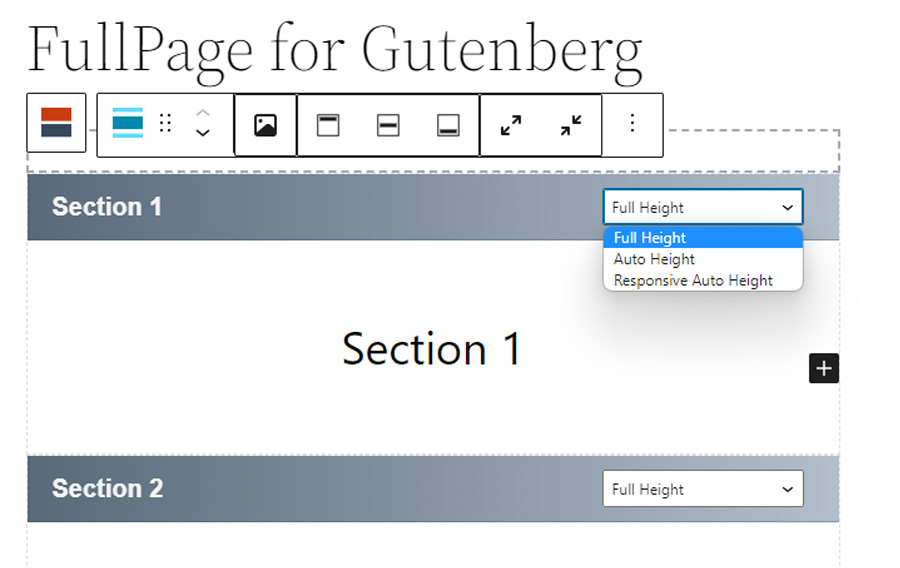 FullPage for Gutenberg
Section 1
Full Height
Full Height
Auto Height
Responsive Auto Height
Section 1
Section 2
Full Height